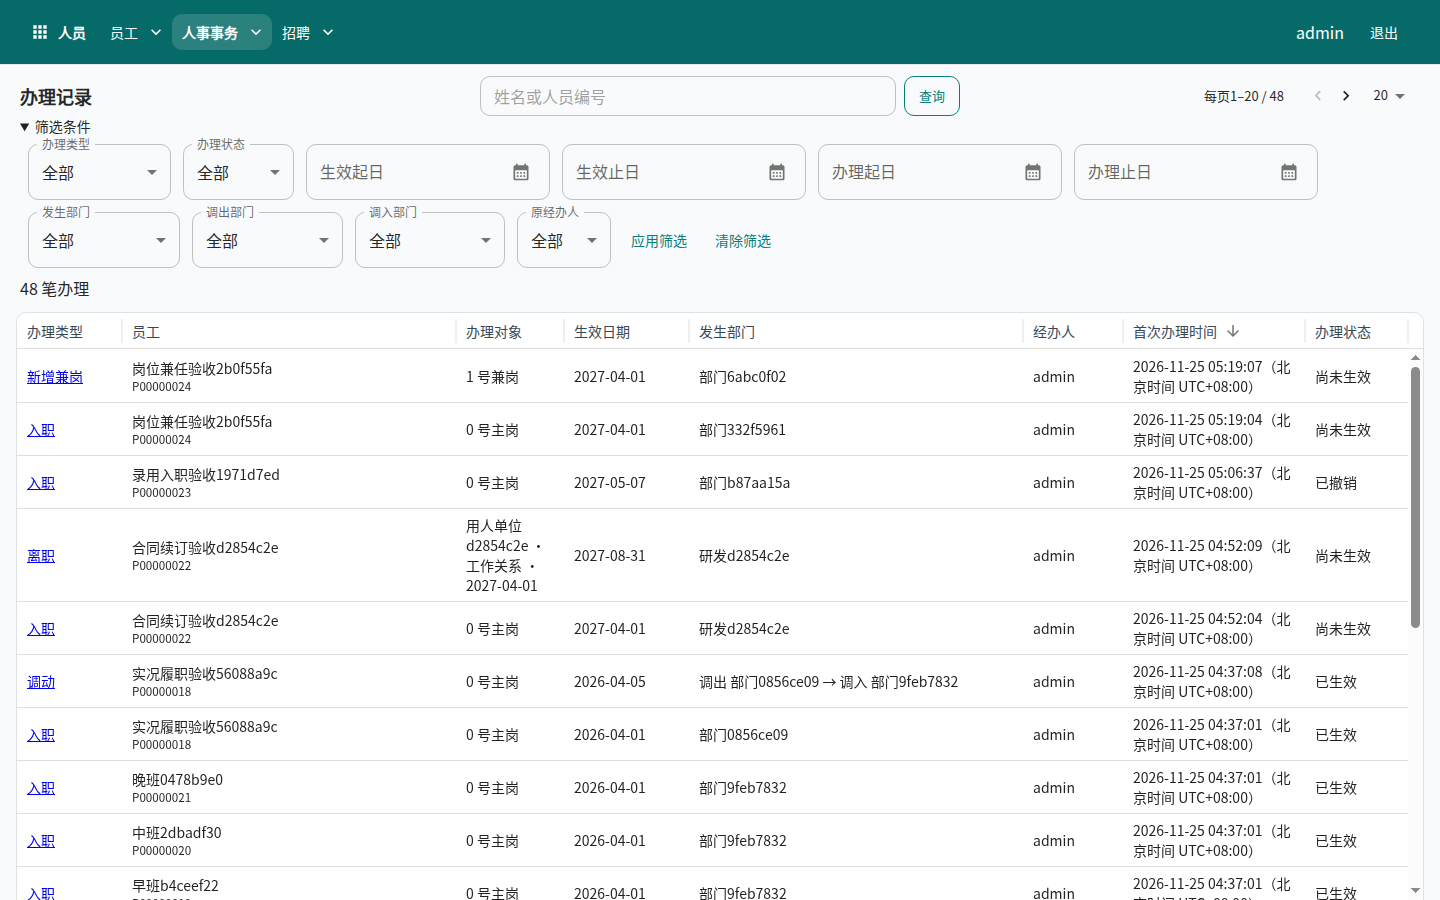 人员 员工 人事事务 招聘 admin 退出
办理记录 姓名或人员编号 查询 每页1–20 / 48 20
▼ 筛选条件
办理类型 办理状态
全部 全部 生效起日 生效止日 办理起日 办理止日
发生部门 调出部门 调入部门 原经办人
全部 全部 全部 全部 应用筛选 清除筛选
48 笔办理
办理类型 员工 办理对象 生效日期 发生部门 经办人 首次办理时间 办理状态
新增兼岗 岗位兼任验收2b0f55fa 1 号兼岗 2027-04-01 部门6abc0f02 admin 2026-11-25 05:19:07（北 尚未生效
P00000024 京时间 UTC+08:00）
入职 岗位兼任验收2b0f55fa 0 号主岗 2027-04-01 部门332f5961 admin 2026-11-25 05:19:04（北 尚未生效
P00000024 京时间 UTC+08:00）
入职 录用入职验收1971d7ed 0 号主岗 2027-05-07 部门b87aa15a admin 2026-11-25 05:06:37（北 已撤销
P00000023 京时间 UTC+08:00）
用人单位
离职 合同续订验收d2854c2e d2854c2e • 2027-08-31 研发d2854c2e admin 2026-11-25 04:52:09（北 尚未生效
P00000022 工作关系 • 京时间 UTC+08:00）
2027-04-01
入职 合同续订验收d2854c2e 0 号主岗 2027-04-01 研发d2854c2e admin 2026-11-25 04:52:04（北 尚未生效
P00000022 京时间 UTC+08:00）
调动 实况履职验收56088a9c 0 号主岗 2026-04-05 调出 部门0856ce09 → 调入 部门9feb7832 admin 2026-11-25 04:37:08（北 已生效
P00000018 京时间 UTC+08:00）
入职 实况履职验收56088a9c 0 号主岗 2026-04-01 部门0856ce09 admin 2026-11-25 04:37:01（北 已生效
P00000018 京时间 UTC+08:00）
入职 晚班0478b9e0 0 号主岗 2026-04-01 部门9feb7832 admin 2026-11-25 04:37:01（北 已生效
P00000021 京时间 UTC+08:00）
入职 中班2dbadf30 0 号主岗 2026-04-01 部门9feb7832 admin 2026-11-25 04:37:01（北 已生效
P00000020 京时间 UTC+08:00）
入职 早班b4ceef22 0 号主岗 2026-04-01 部门9feb7832 admin 2026-11-25 04:37:01（北 已生效